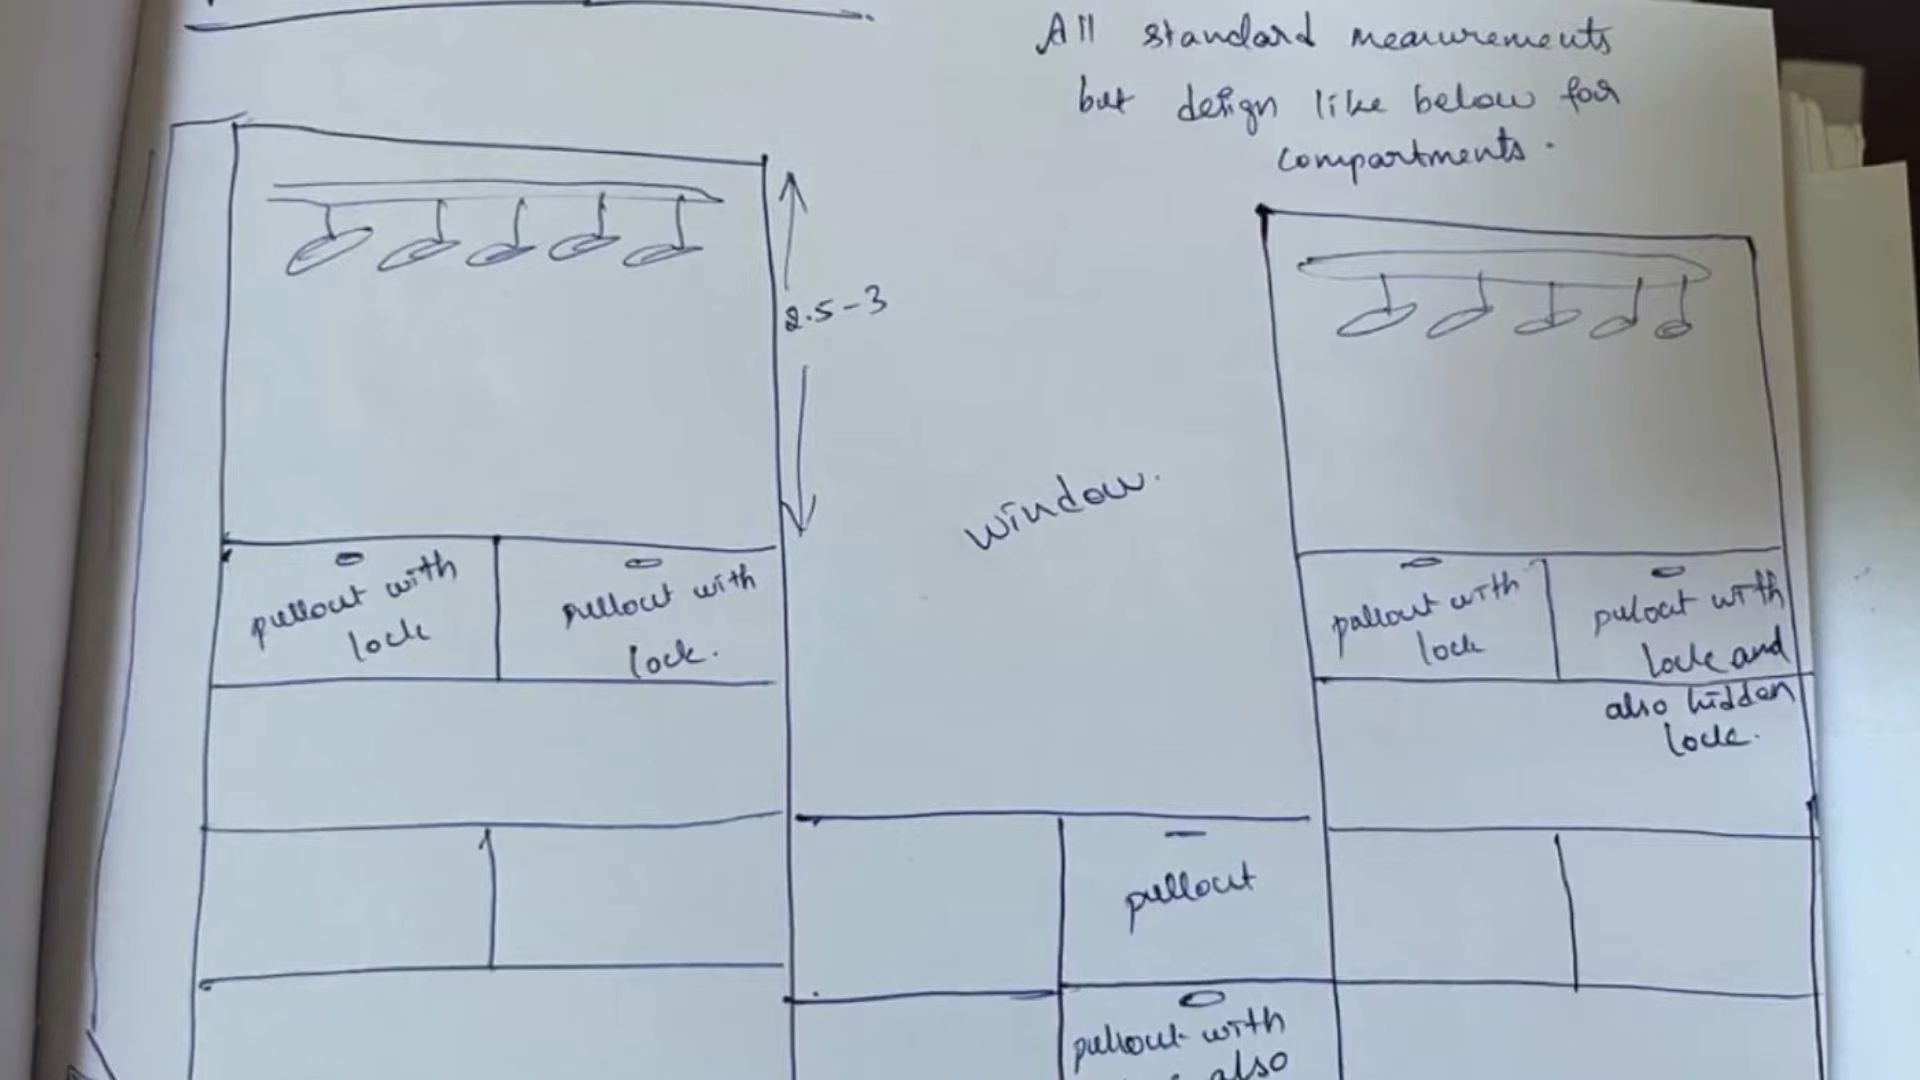 All standard measurements
but design like below for
compartments.
2.5-3
window.
pullout with
lock
pullout with
lock.
pullout with
lock
pulout with
lock and
also hidden
lock.
pullout
pullout with
also